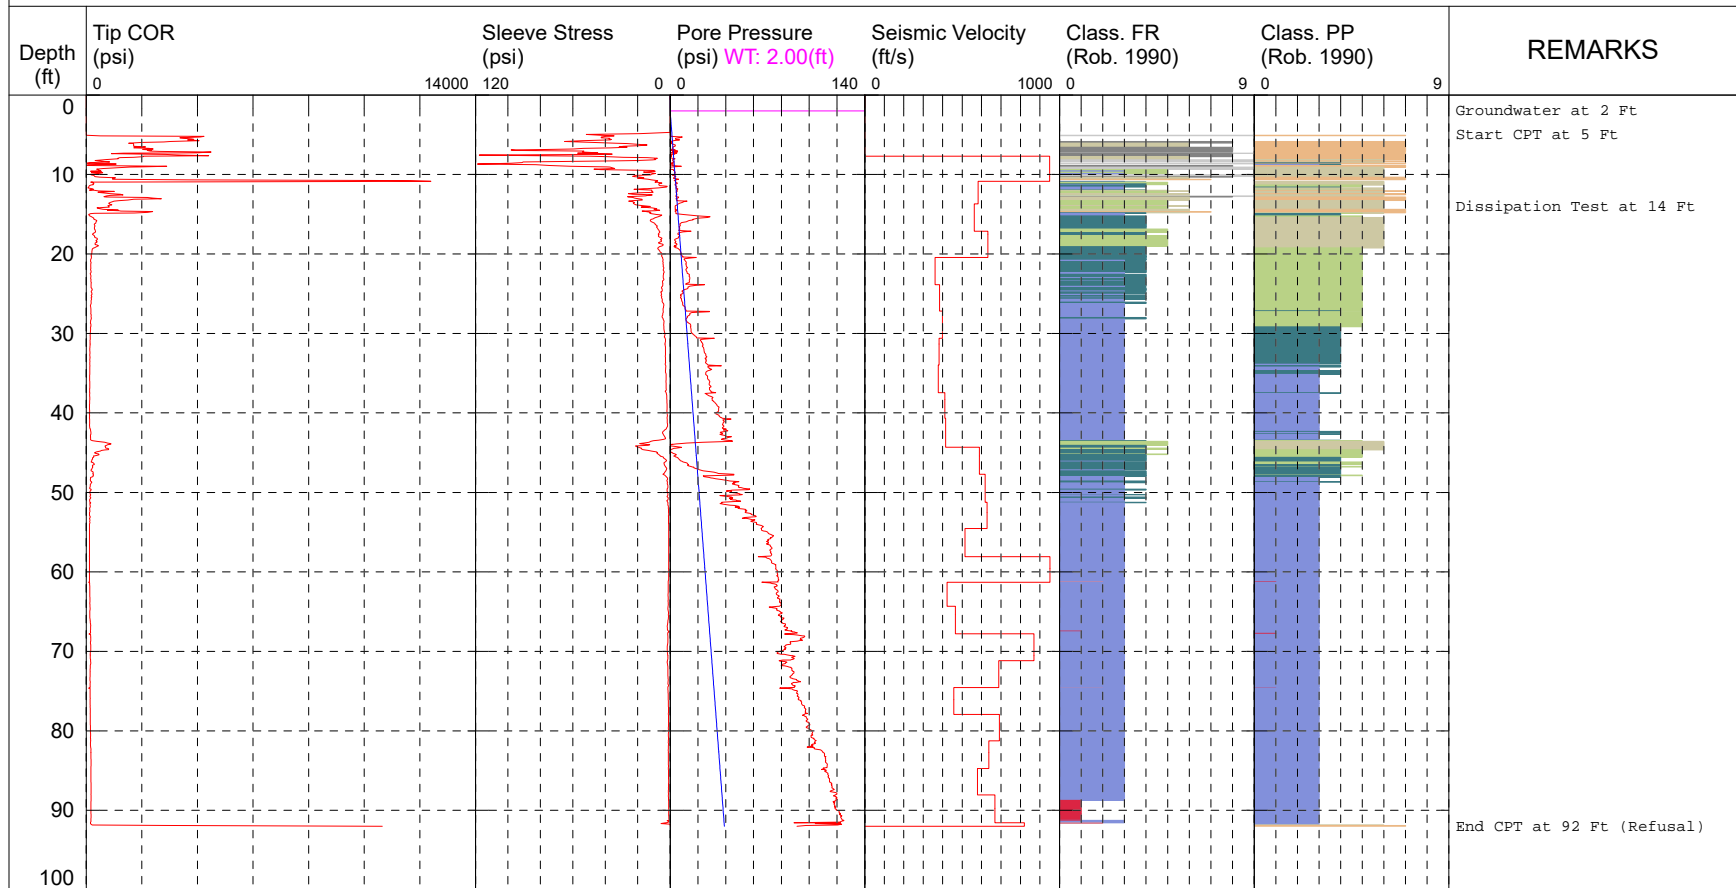 Depth
(ft)
Tip COR
(psi)
0 14000
Sleeve Stress
(psi)
120 0
Pore Pressure
(psi) WT: 2.00(ft)
0 140
Seismic Velocity
(ft/s)
0 1000
Class. FR
(Rob. 1990)
0 9
Class. PP
(Rob. 1990)
0 9
REMARKS
0
10
20
30
40
50
60
70
80
90
100
Groundwater at 2 Ft
Start CPT at 5 Ft
Dissipation Test at 14 Ft
End CPT at 92 Ft (Refusal)